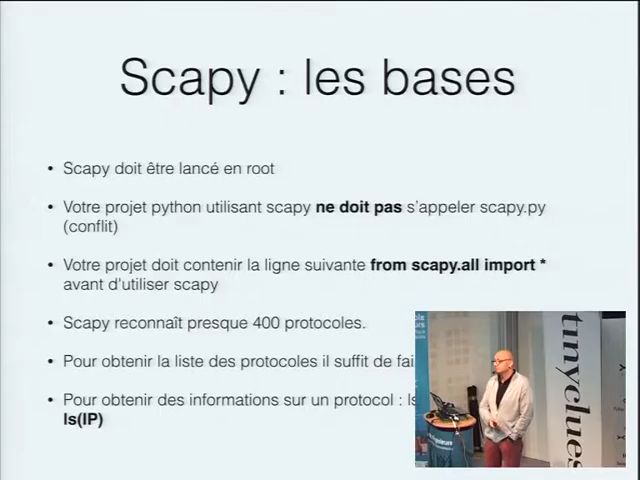 Scapy : les bases
• Scapy doit être lancé en root
• Votre projet python utilisant scapy ne doit pas s'appeler scapy.py
(conflit)
• Votre projet doit contenir la ligne suivante from scapy.all import *
avant d'utiliser scapy
• Scapy reconnaît presque 400 protocoles.
• Pour obtenir la liste des protocoles il suffit de fai
• Pour obtenir des informations sur un protocol : ls
ls(IP)
tinyclues